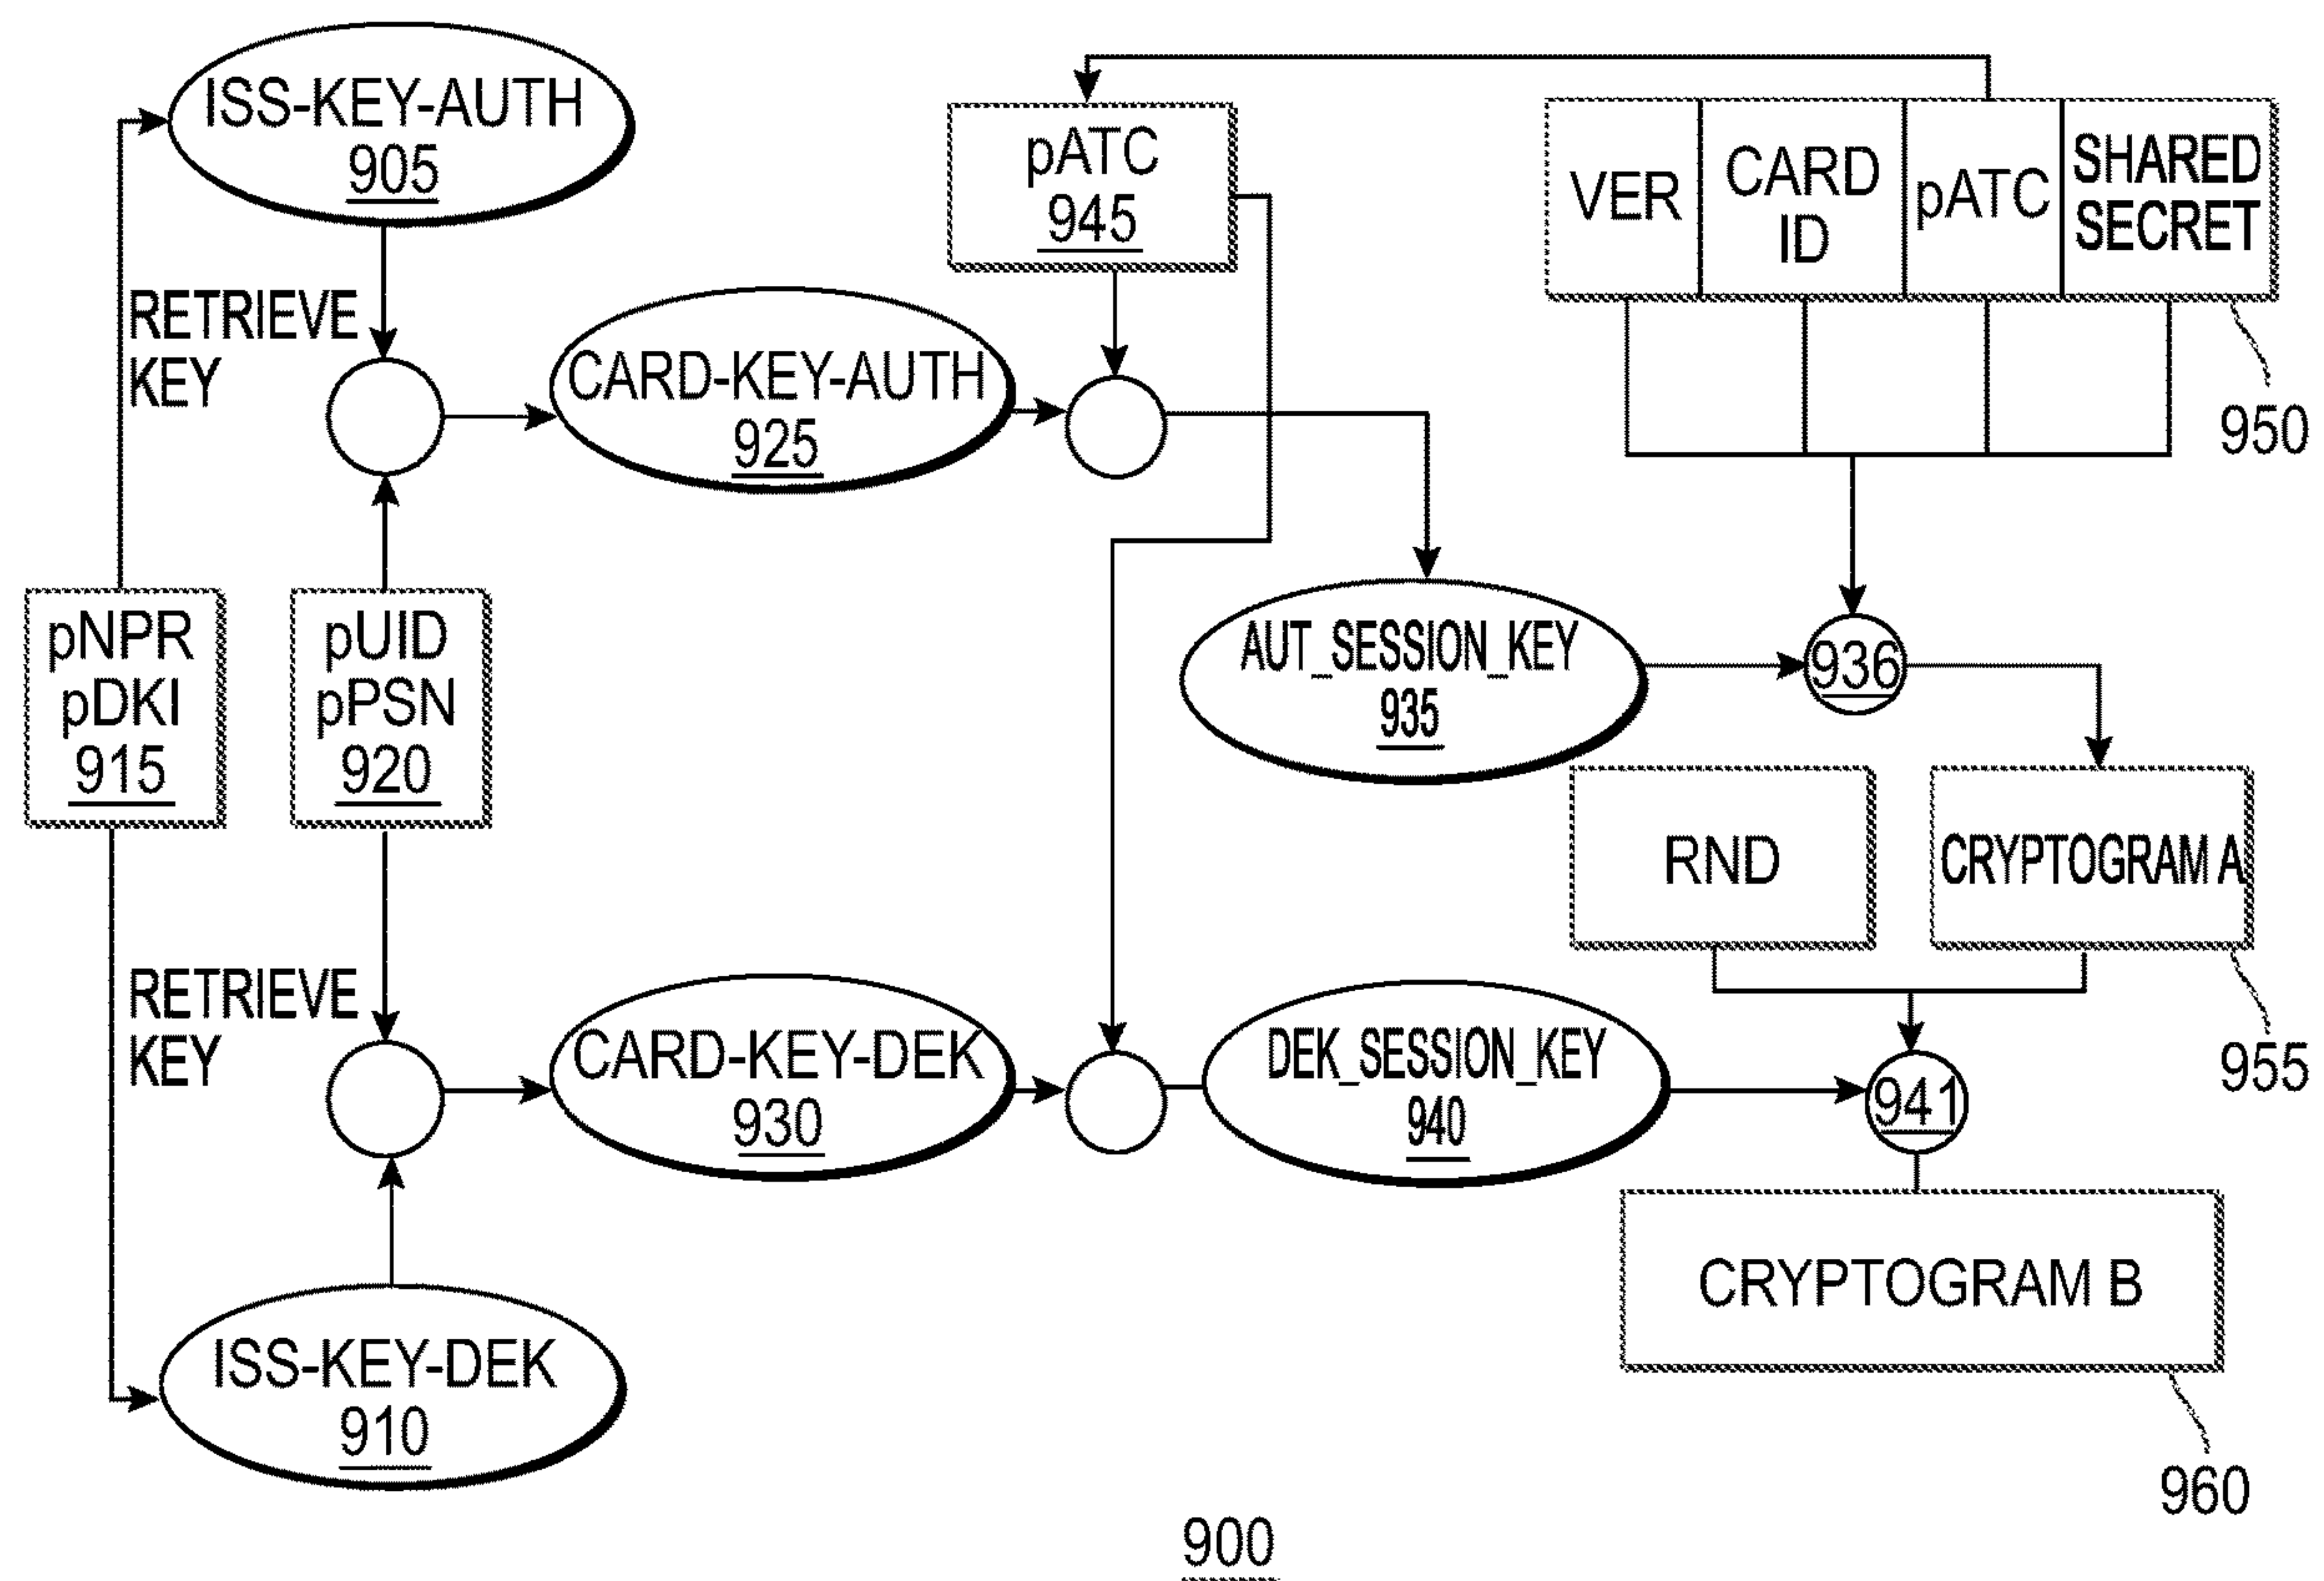 ISS-KEY-AUTH
905
pATC
945
VER
CARD
ID
pATC
SHARED
SECRET
950
RETRIEVE
KEY
CARD-KEY-AUTH
925
pNPR
pDKI
915
pUID
pPSN
920
AUT_SESSION_KEY
935
936
RND
CRYPTOGRAM A
955
RETRIEVE
KEY
CARD-KEY-DEK
930
DEK_SESSION_KEY
940
941
CRYPTOGRAM B
960
ISS-KEY-DEK
910
900